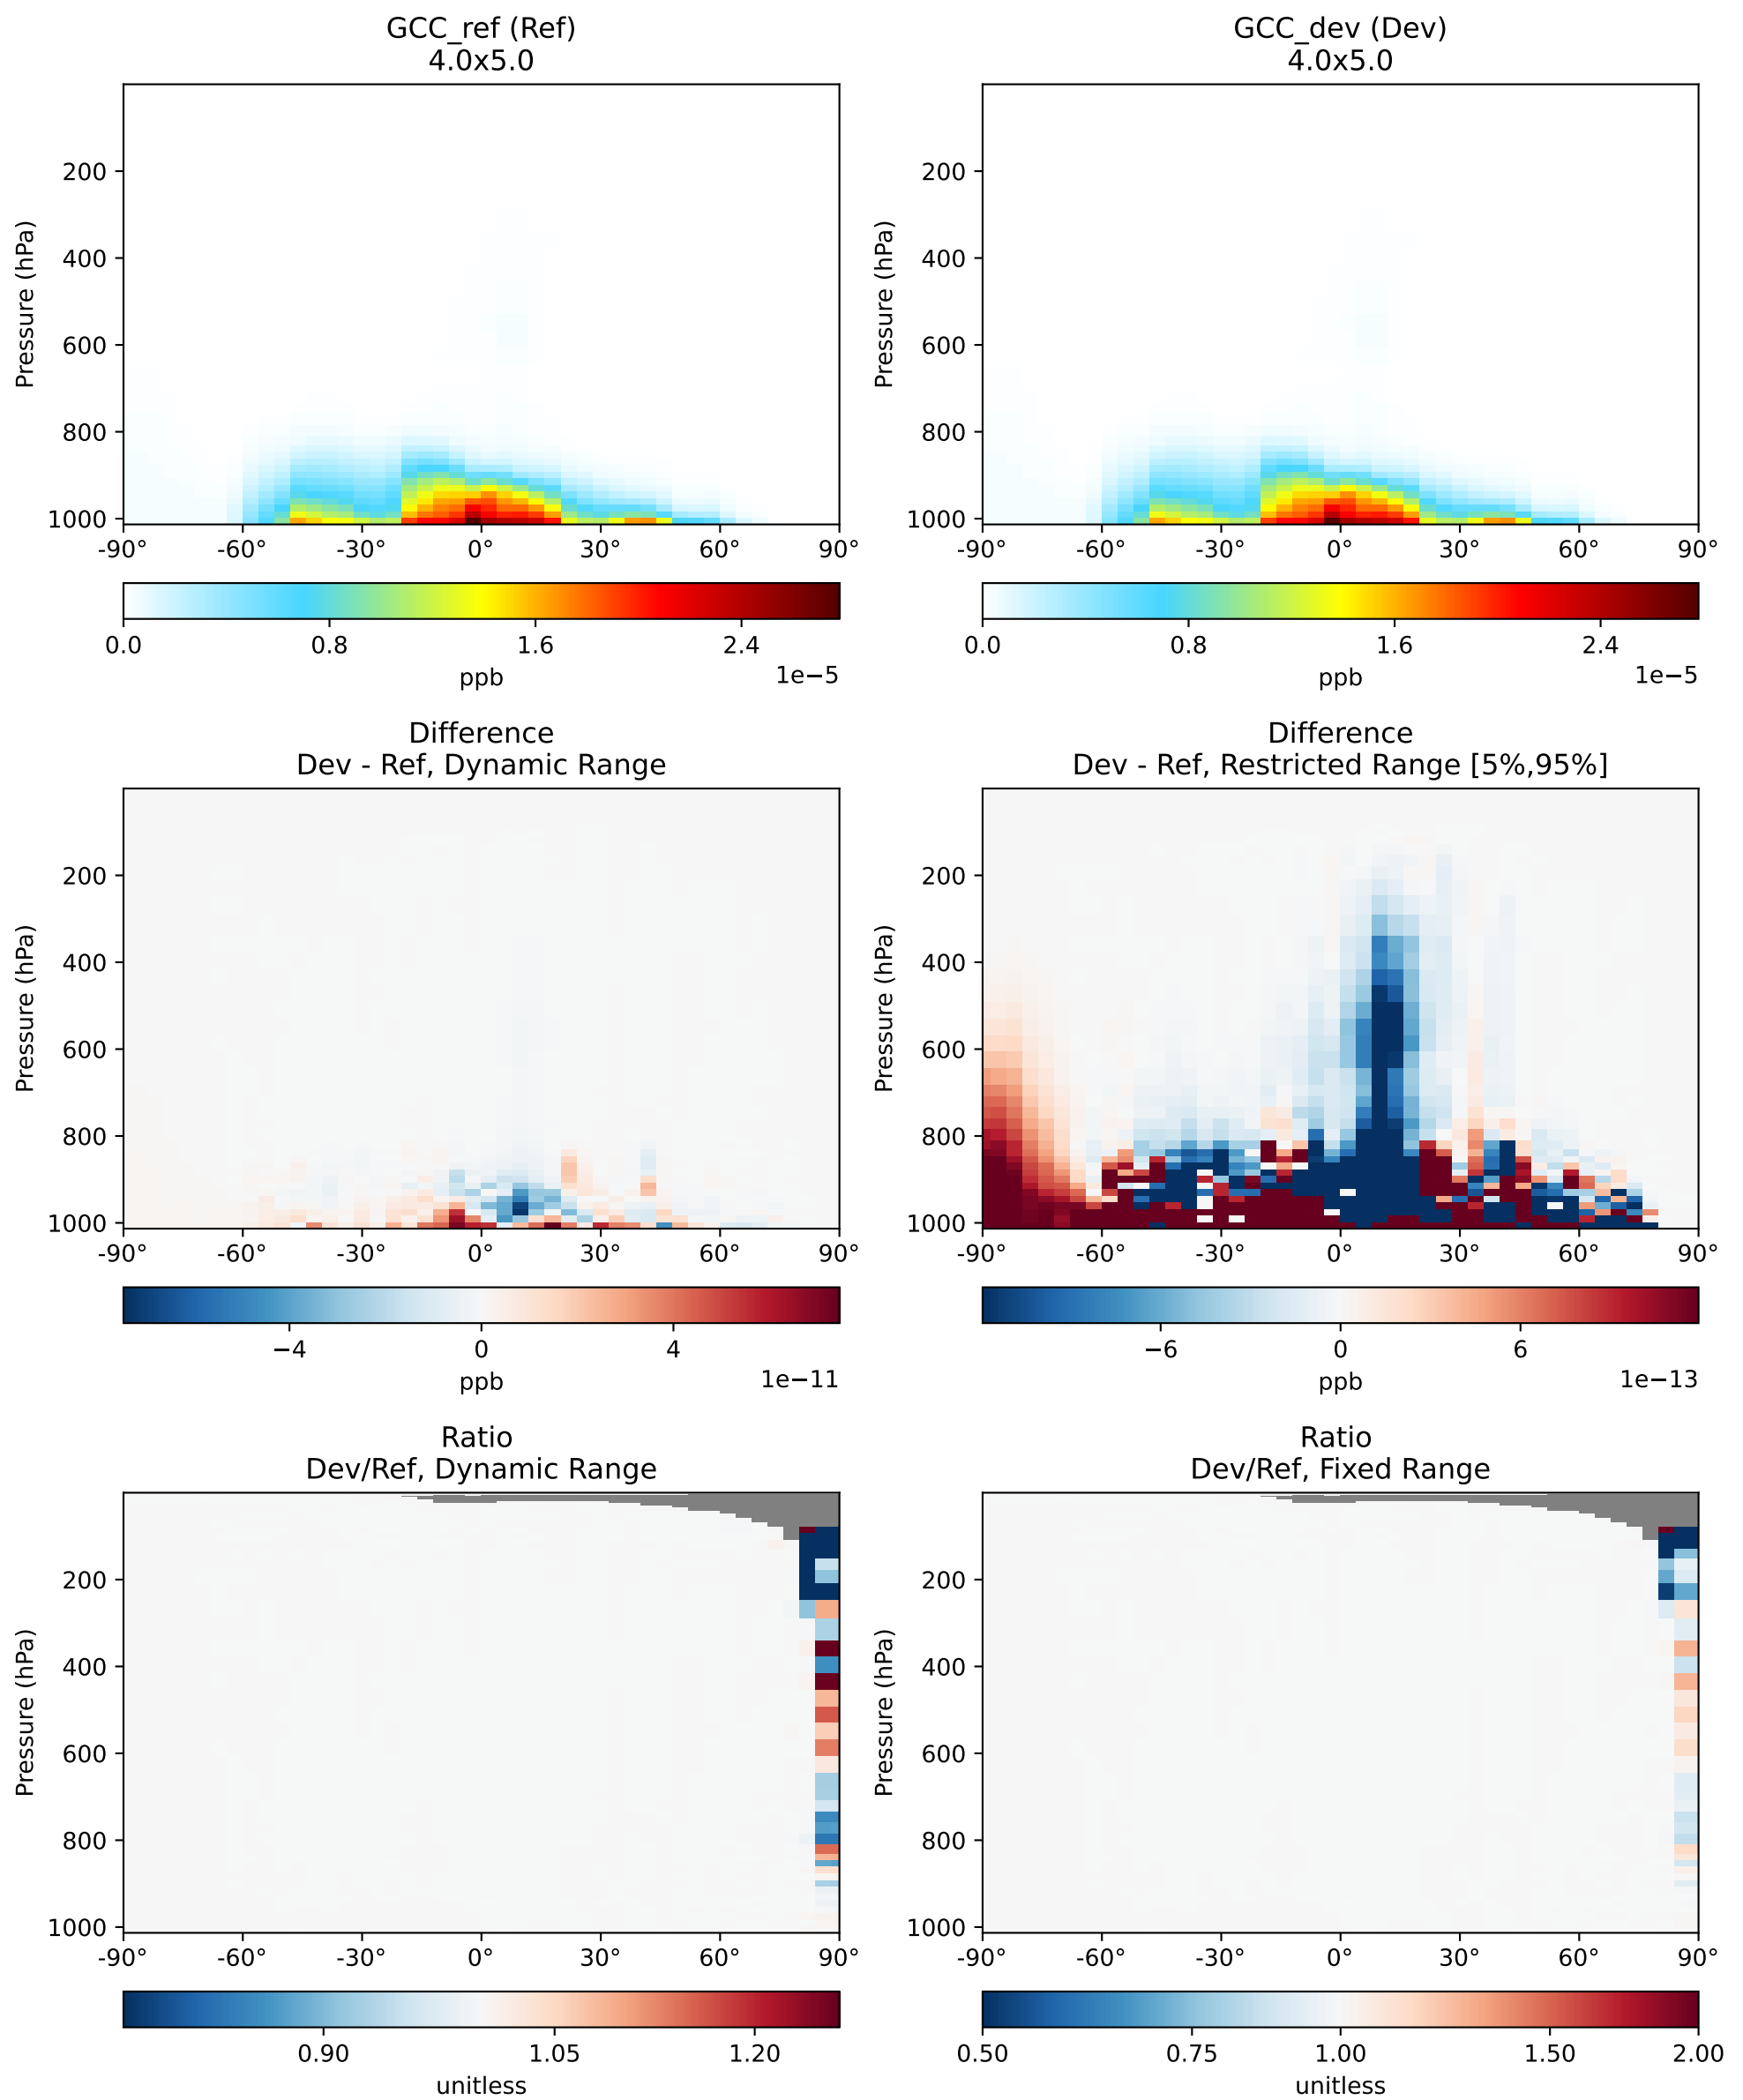 GCC_ref (Ref)
4.0x5.0
Pressure (hPa)
200
400
600
800
1000
-90° -60° -30° 0° 30° 60° 90°
0.0 0.8 1.6 2.4
ppb
1e−5
GCC_dev (Dev)
4.0x5.0
Pressure (hPa)
200
400
600
800
1000
-90° -60° -30° 0° 30° 60° 90°
0.0 0.8 1.6 2.4
ppb
1e−5
Difference
Dev - Ref, Dynamic Range
Pressure (hPa)
200
400
600
800
1000
-90° -60° -30° 0° 30° 60° 90°
−4 0 4
ppb
1e−11
Difference
Dev - Ref, Restricted Range [5%,95%]
Pressure (hPa)
200
400
600
800
1000
-90° -60° -30° 0° 30° 60° 90°
−6 0 6
ppb
1e−13
Ratio
Dev/Ref, Dynamic Range
Pressure (hPa)
200
400
600
800
1000
-90° -60° -30° 0° 30° 60° 90°
0.90 1.05 1.20
unitless
Ratio
Dev/Ref, Fixed Range
Pressure (hPa)
200
400
600
800
1000
-90° -60° -30° 0° 30° 60° 90°
0.50 0.75 1.00 1.50 2.00
unitless